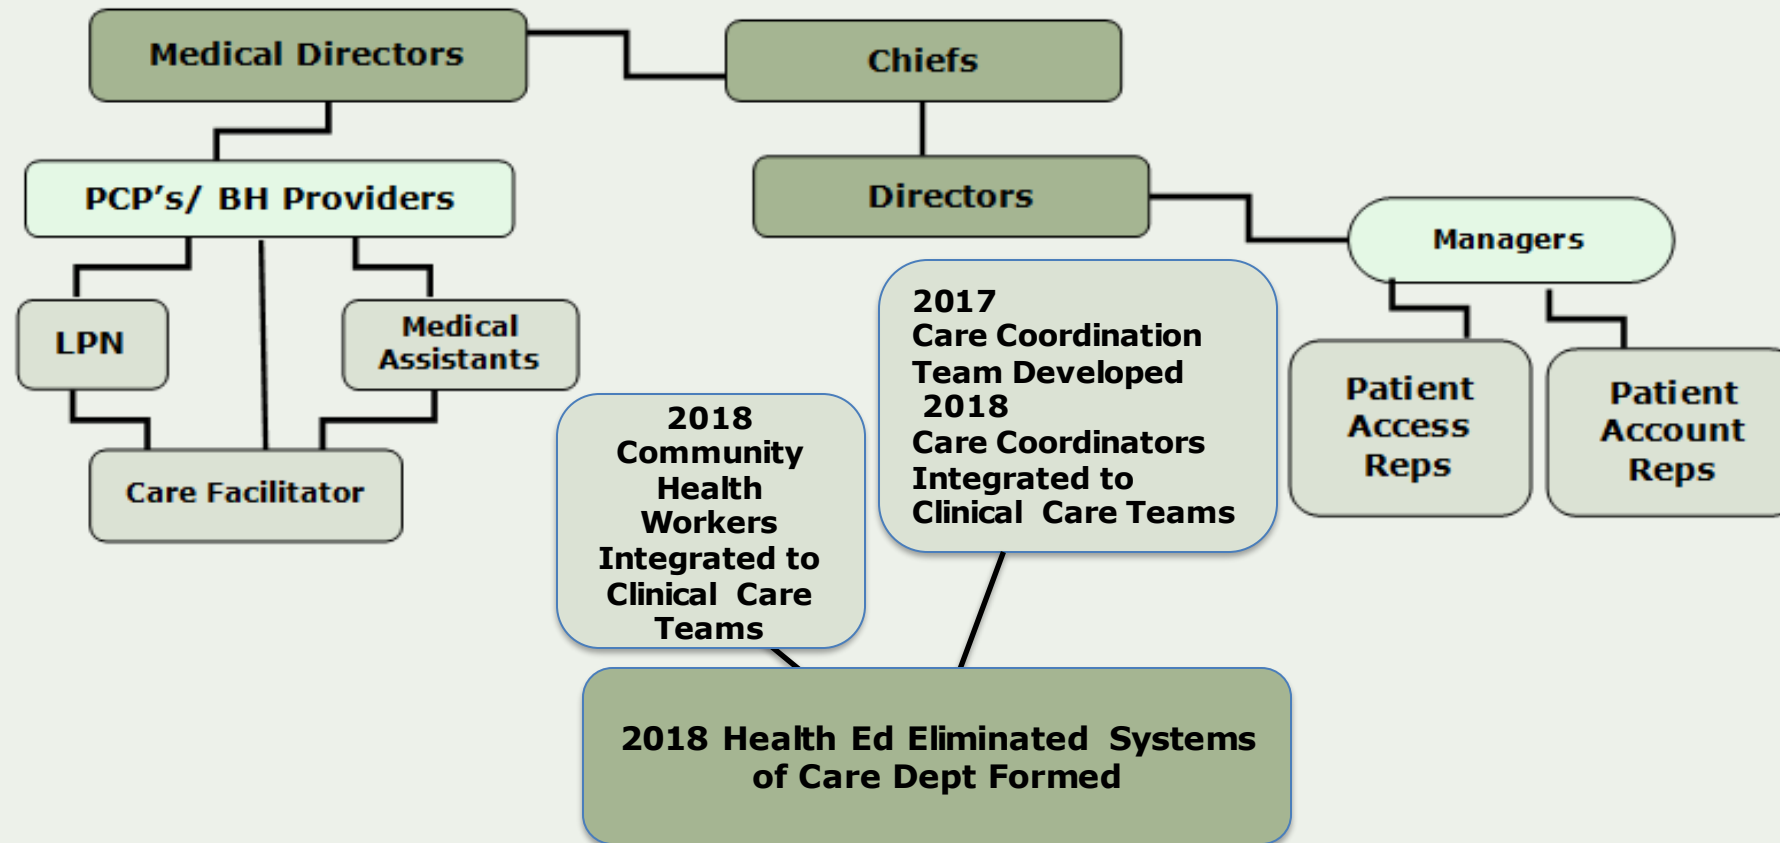 Medical Directors
Chiefs
PCP's/ BH Providers
Directors
Managers
LPN
Medical
Assistants
Care Facilitator
2018
Community
Health
Workers
Integrated to
Clinical Care
Teams
2017
Care Coordination
Team Developed
2018
Care Coordinators
Integrated to
Clinical Care Teams
Patient
Access
Reps
Patient
Account
Reps
2018 Health Ed Eliminated Systems
of Care Dept Formed